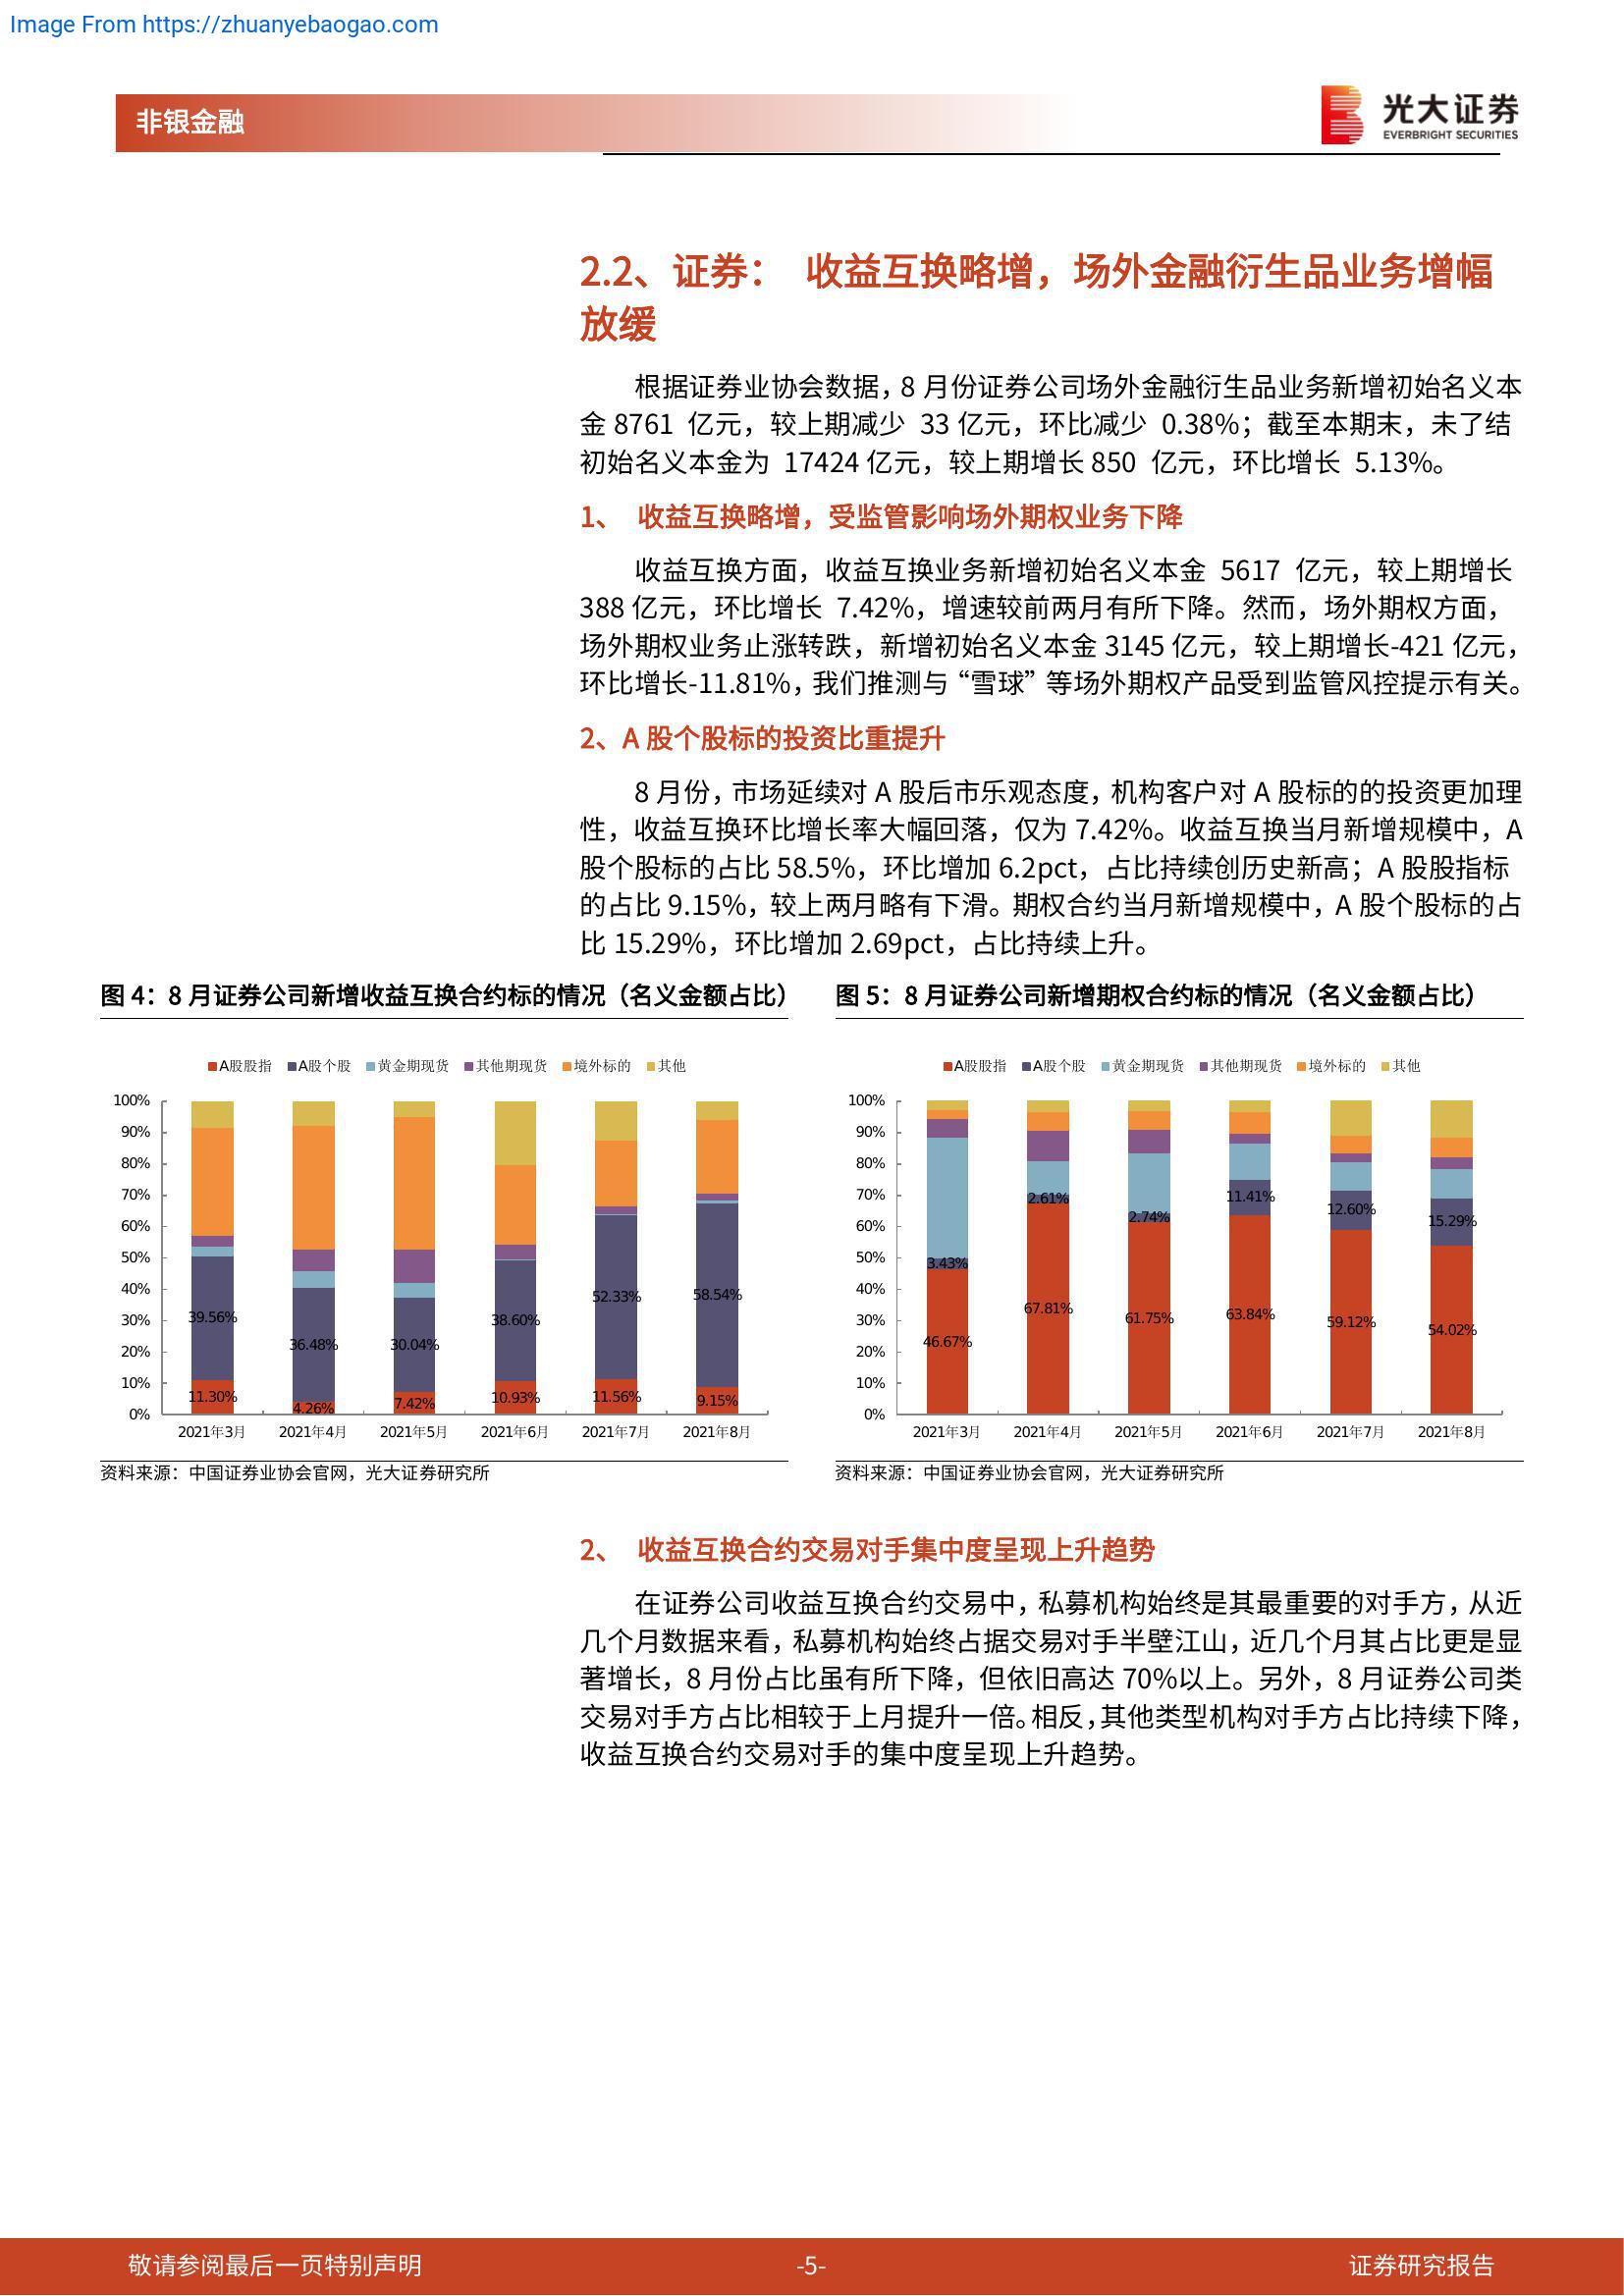 Image From https://zhuanyebaogao.com
非银金融
光大证券
EVERBRIGHT SECURITIES
2.2、证券： 收益互换略增，场外金融衍生品业务增幅
放缓
根据证券业协会数据，8 月份证券公司场外金融衍生品业务新增初始名义本
金 8761 亿元，较上期减少 33 亿元，环比减少 0.38%；截至本期末，未了结
初始名义本金为 17424 亿元，较上期增长 850 亿元，环比增长 5.13%。
1、 收益互换略增，受监管影响场外期权业务下降
收益互换方面，收益互换业务新增初始名义本金 5617 亿元，较上期增长
388 亿元，环比增长 7.42%，增速较前两月有所下降。然而，场外期权方面，
场外期权业务止涨转跌，新增初始名义本金 3145 亿元，较上期增长-421 亿元，
环比增长-11.81%，我们推测与“雪球”等场外期权产品受到监管风控提示有关。
2、A 股个股标的投资比重提升
8 月份，市场延续对 A 股后市乐观态度，机构客户对 A 股标的的投资更加理
性，收益互换环比增长率大幅回落，仅为 7.42%。收益互换当月新增规模中，A
股个股标的占比 58.5%，环比增加 6.2pct，占比持续创历史新高；A 股股指标
的占比 9.15%，较上两月略有下滑。期权合约当月新增规模中，A 股个股标的占
比 15.29%，环比增加 2.69pct，占比持续上升。
图 4：8 月证券公司新增收益互换合约标的情况（名义金额占比）
A股股指 A股个股 黄金期现货 其他期现货 境外标的 其他
100%
90%
80%
70%
60%
50%
40%
30%
20%
10%
0%
39.56% 36.48% 30.04% 38.60% 52.33% 58.54%
11.30% 4.26% 7.42% 10.93% 11.56% 9.15%
2021年3月 2021年4月 2021年5月 2021年6月 2021年7月 2021年8月
资料来源：中国证券业协会官网，光大证券研究所
图 5：8 月证券公司新增期权合约标的情况（名义金额占比）
A股股指 A股个股 黄金期现货 其他期现货 境外标的 其他
100%
90%
80%
70%
60%
50%
40%
30%
20%
10%
0%
3.43% 2.61% 2.74% 11.41% 12.60% 15.29%
46.67% 67.81% 61.75% 63.84% 59.12% 54.02%
2021年3月 2021年4月 2021年5月 2021年6月 2021年7月 2021年8月
资料来源：中国证券业协会官网，光大证券研究所
2、 收益互换合约交易对手集中度呈现上升趋势
在证券公司收益互换合约交易中，私募机构始终是其最重要的对手方，从近
几个月数据来看，私募机构始终占据交易对手半壁江山，近几个月其占比更是显
著增长，8 月份占比虽有所下降，但依旧高达 70%以上。另外，8 月证券公司类
交易对手方占比相较于上月提升一倍。相反，其他类型机构对手方占比持续下降，
收益互换合约交易对手的集中度呈现上升趋势。
敬请参阅最后一页特别声明
-5-
证券研究报告